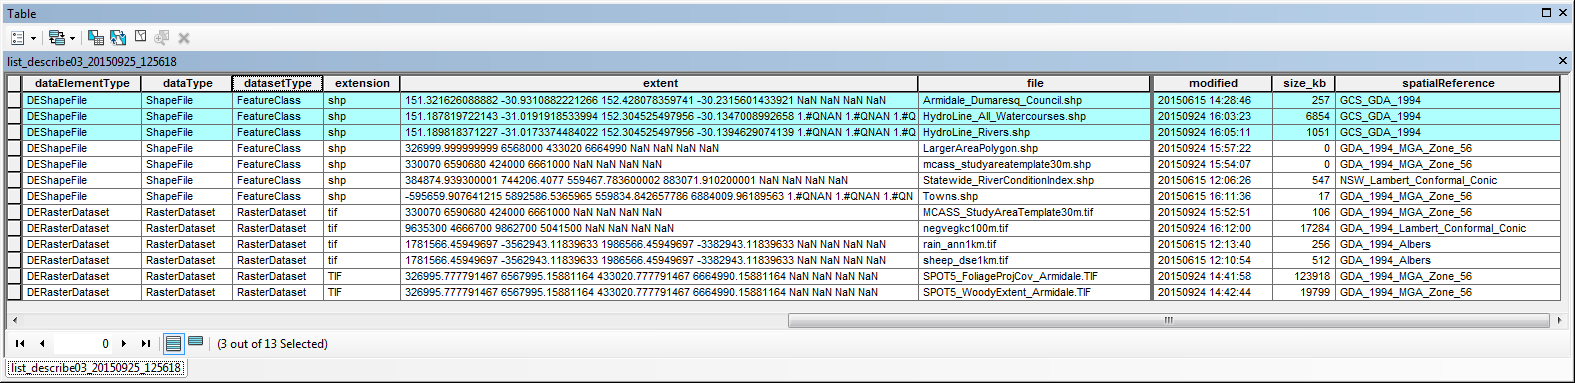 Table
list_describe03_20150925_125618
dataElementType dataType datasetType extension extent file modified size_kb spatialReference
DEShapeFile ShapeFile FeatureClass shp 151.321626088882 -30.9310882221266 152.428078359741 -30.2315601433921 NaN NaN NaN NaN Armidale_Dumaresq_Council.shp 20150615 14:28:46 257 GCS_GDA_1994
DEShapeFile ShapeFile FeatureClass shp 151.187819722143 -31.0191918533994 152.304525497956 -30.1347008992658 1.#QNAN 1.#QNAN 1.#Q HydroLine_All_Watercourses.shp 20150924 16:03:23 6854 GCS_GDA_1994
DEShapeFile ShapeFile FeatureClass shp 151.189818371227 -31.0173374484022 152.304525497956 -30.1394629074139 1.#QNAN 1.#QNAN 1.#Q HydroLine_Rivers.shp 20150924 16:05:11 1051 GCS_GDA_1994
DEShapeFile ShapeFile FeatureClass shp 326999.999999999 6568000 433020 6664990 NaN NaN NaN NaN LargerAreaPolygon.shp 20150924 15:57:22 0 GDA_1994_MGA_Zone_56
DEShapeFile ShapeFile FeatureClass shp 330070 6590680 424000 6661000 NaN NaN NaN NaN mcass_studyareatemplate30m.shp 20150924 15:54:07 0 GDA_1994_MGA_Zone_56
DEShapeFile ShapeFile FeatureClass shp 384874.939300001 744206.4077 559467.783600002 883071.910200001 NaN NaN NaN NaN Statewide_RiverConditionIndex.shp 20150615 12:06:26 547 NSW_Lambert_Conformal_Conic
DEShapeFile ShapeFile FeatureClass shp -595659.907641215 5892586.5365965 559834.842657786 6884009.96189563 1.#QNAN 1.#QNAN 1.#QN Towns.shp 20150924 16:11:36 17 GDA_1994_MGA_Zone_56
DERasterDataset RasterDataset RasterDataset tif 330070 6590680 424000 6661000 NaN NaN NaN NaN MCASS_StudyAreaTemplate30m.tif 20150924 15:52:51 106 GDA_1994_MGA_Zone_56
DERasterDataset RasterDataset RasterDataset tif 9635300 4666700 9862700 5041500 NaN NaN NaN NaN negvegkc100m.tif 20150924 16:12:00 17284 GDA_1994_Lambert_Conformal_Conic
DERasterDataset RasterDataset RasterDataset tif 1781566.45949697 -3562943.11839633 1986566.45949697 -3382943.11839633 NaN NaN NaN NaN rain_ann1km.tif 20150615 12:13:40 256 GDA_1994_Albers
DERasterDataset RasterDataset RasterDataset tif 1781566.45949697 -3562943.11839633 1986566.45949697 -3382943.11839633 NaN NaN NaN NaN sheep_dse1km.tif 20150615 12:10:54 512 GDA_1994_Albers
DERasterDataset RasterDataset RasterDataset TIF 326995.777791467 6567995.15881164 433020.777791467 6664990.15881164 NaN NaN NaN NaN SPOT5_FoliageProjCov_Armidale.TIF 20150924 14:41:58 123918 GDA_1994_MGA_Zone_56
DERasterDataset RasterDataset RasterDataset TIF 326995.777791467 6567995.15881164 433020.777791467 6664990.15881164 NaN NaN NaN NaN SPOT5_WoodyExtent_Armidale.TIF 20150924 14:42:44 19799 GDA_1994_MGA_Zone_56
0 (3 out of 13 Selected)
list_describe03_20150925_125618